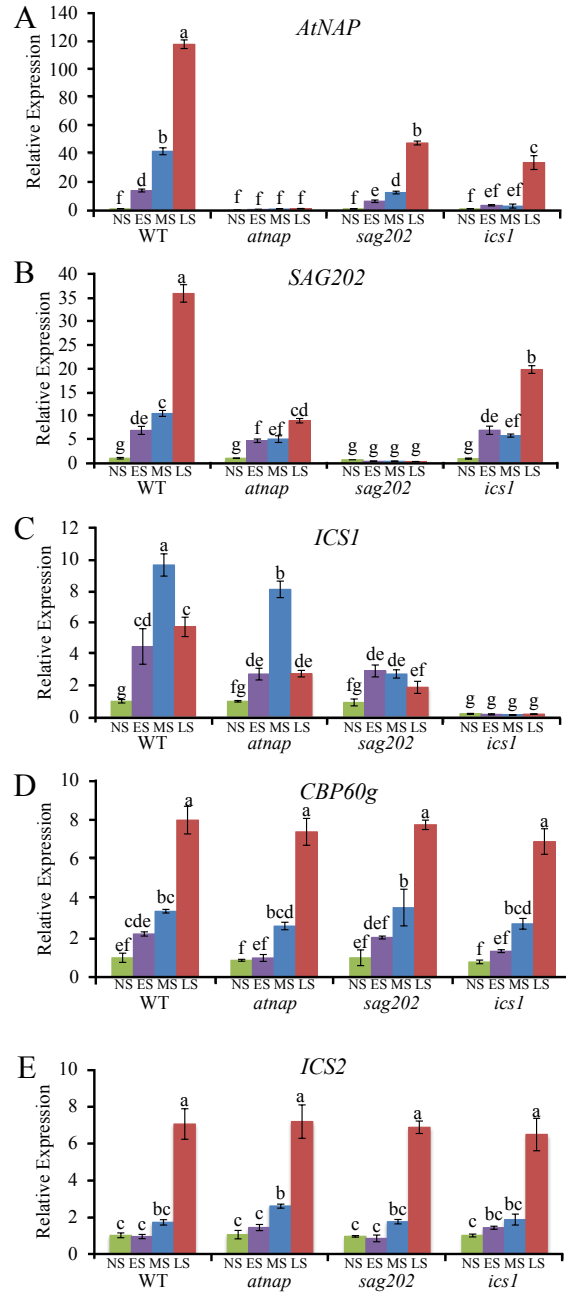 A
AtNAP
Relative Expression
140
120
100
80
60
40
20
0
f d b a
f f f f
f e d b
f ef ef c
NS ES MS LS NS ES MS LS NS ES MS LS NS ES MS LS
WT atnap sag202 ics1
B
SAG202
Relative Expression
40
35
30
25
20
15
10
5
0
g de c a
g f ef cd
g g g g
g de ef b
NS ES MS LS NS ES MS LS NS ES MS LS NS ES MS LS
WT atnap sag202 ics1
C
ICS1
Relative Expression
12
10
8
6
4
2
0
g cd a c
fg de b de
fg de de ef
g g g g
NS ES MS LS NS ES MS LS NS ES MS LS NS ES MS LS
WT atnap sag202 ics1
D
CBP60g
Relative Expression
8
6
4
2
0
ef cde bc a
f ef bcd a
ef def b a
f ef bcd a
NS ES MS LS NS ES MS LS NS ES MS LS NS ES MS LS
WT atnap sag202 ics1
E
ICS2
Relative Expression
10
8
6
4
2
0
c c bc a
c c b a
c c bc a
c bc bc a
NS ES MS LS NS ES MS LS NS ES MS LS NS ES MS LS
WT atnap sag202 ics1